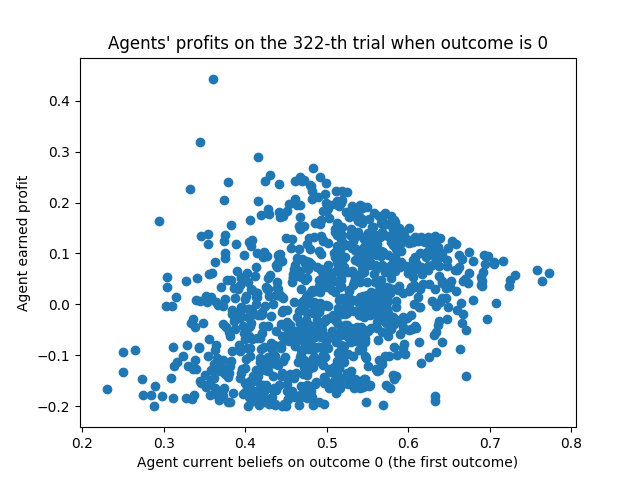 Agents' profits on the 322-th trial when outcome is 0
Agent earned profit
0.4
0.3
0.2
0.1
0.0
−0.1
−0.2
0.2 0.3 0.4 0.5 0.6 0.7 0.8
Agent current beliefs on outcome 0 (the first outcome)